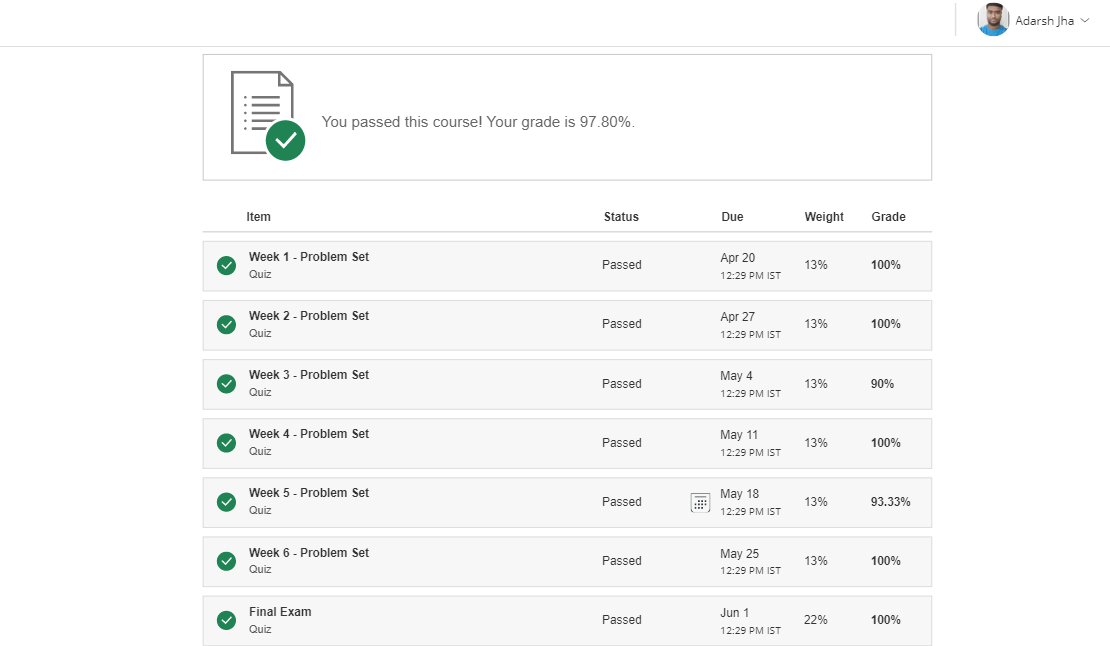 Adarsh Jha
You passed this course! Your grade is 97.80%.
Item Status Due Weight Grade
Week 1 - Problem Set
Quiz
Passed
Apr 20
12:29 PM IST
13%
100%
Week 2 - Problem Set
Quiz
Passed
Apr 27
12:29 PM IST
13%
100%
Week 3 - Problem Set
Quiz
Passed
May 4
12:29 PM IST
13%
90%
Week 4 - Problem Set
Quiz
Passed
May 11
12:29 PM IST
13%
100%
Week 5 - Problem Set
Quiz
Passed
May 18
12:29 PM IST
13%
93.33%
Week 6 - Problem Set
Quiz
Passed
May 25
12:29 PM IST
13%
100%
Final Exam
Quiz
Passed
Jun 1
12:29 PM IST
22%
100%